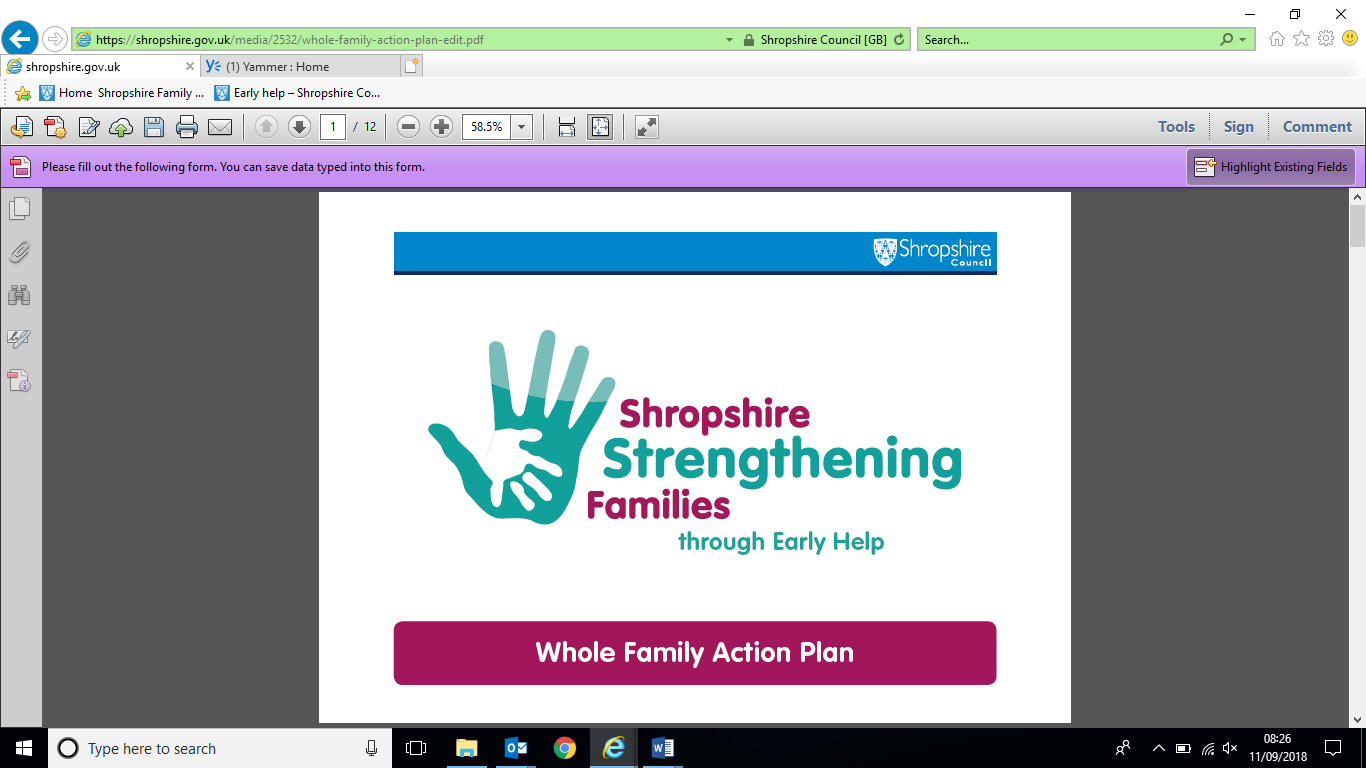 https://shropshire.gov.uk/media/2532/whole-family-action-plan-edit.pdf
Shropshire Council [GB]
Search...
shropshire.gov.uk
(1) Yammer : Home
Home Shropshire Family ...
Early help – Shropshire Co...
1 / 12
58.5%
Tools
Sign
Comment
Please fill out the following form. You can save data typed into this form.
Highlight Existing Fields
Shropshire
Council
Shropshire
Strengthening
Families
through Early Help
Whole Family Action Plan
Type here to search
08:26
11/09/2018